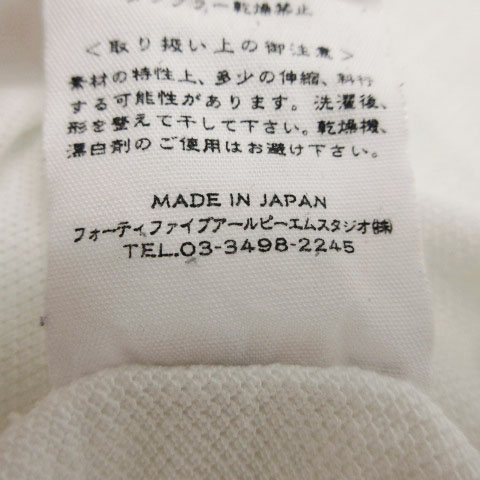 タンブラー乾燥禁止
＜取り扱い上の御注意＞
素材の特性上、多少の伸縮、斜行
する可能性があります。洗濯後、
形を整えて干して下さい。乾燥機、
漂白剤のご使用はお避け下さい。
MADE IN JAPAN
フォーティファイブアールピーエムスタジオ㈱
TEL.03-3498-2245